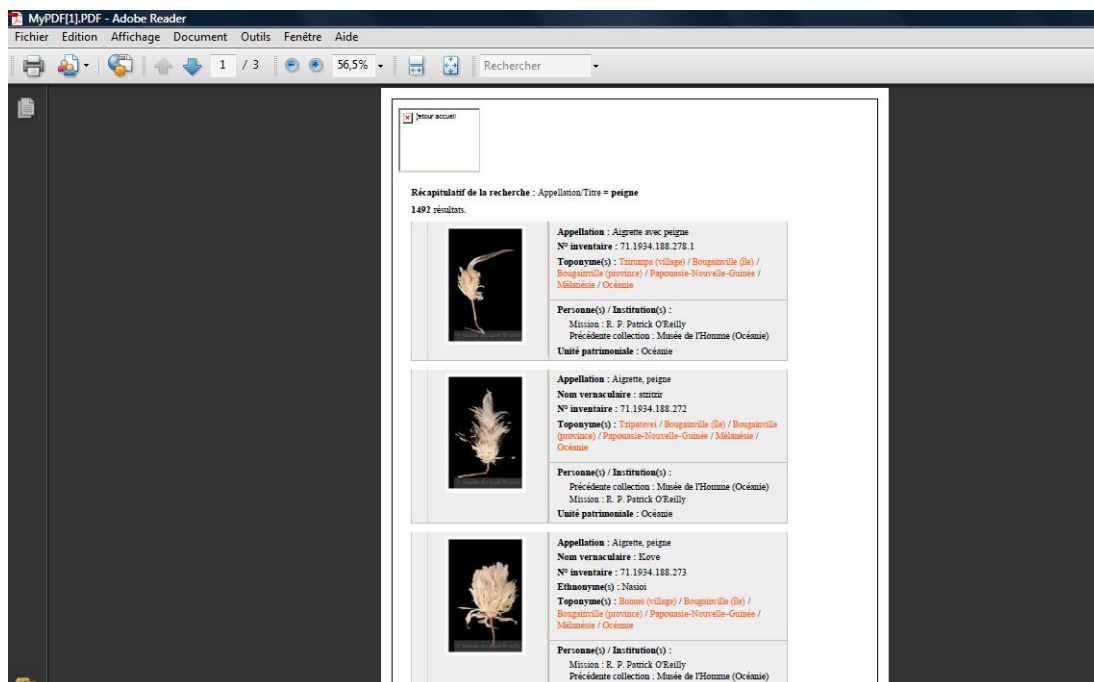 MyPDF[1].PDF - Adobe Reader
Fichier Edition Affichage Document Outils Fenêtre Aide
1 / 3 56,5% Rechercher
Retour accueil
Récapitulatif de la recherche : Appellation/Titre = peigne
1492 résultats.
Appellation : Aigrette avec peigne
N° inventaire : 71.1934.188.278.1
Toponyme(s) : Tzirumpa (village) / Bougainville (île) /
Bougainville (province) / Papouasie-Nouvelle-Guinée /
Mélanésie / Océanie
Personne(s) / Institution(s) :
Mission : R. P. Patrick O'Reilly
Précédente collection : Musée de l'Homme (Océanie)
Unité patrimoniale : Océanie
Appellation : Aigrette, peigne
Nom vernaculaire : atzitzir
N° inventaire : 71.1934.188.272
Toponyme(s) : Tzipatavei / Bougainville (île) / Bougainville
(province) / Papouasie-Nouvelle-Guinée / Mélanésie /
Océanie
Personne(s) / Institution(s) :
Précédente collection : Musée de l'Homme (Océanie)
Mission : R. P. Patrick O'Reilly
Unité patrimoniale : Océanie
Appellation : Aigrette, peigne
Nom vernaculaire : Kove
N° inventaire : 71.1934.188.273
Ethnonyme(s) : Nasioi
Toponyme(s) : (village) / Bougainville (île) /
Bougainville (province) / Papouasie-Nouvelle-Guinée /
Mélanésie / Océanie
Personne(s) / Institution(s) :
Mission : R. P. Patrick O'Reilly
Précédente collection : Musée de l'Homme (Océanie)